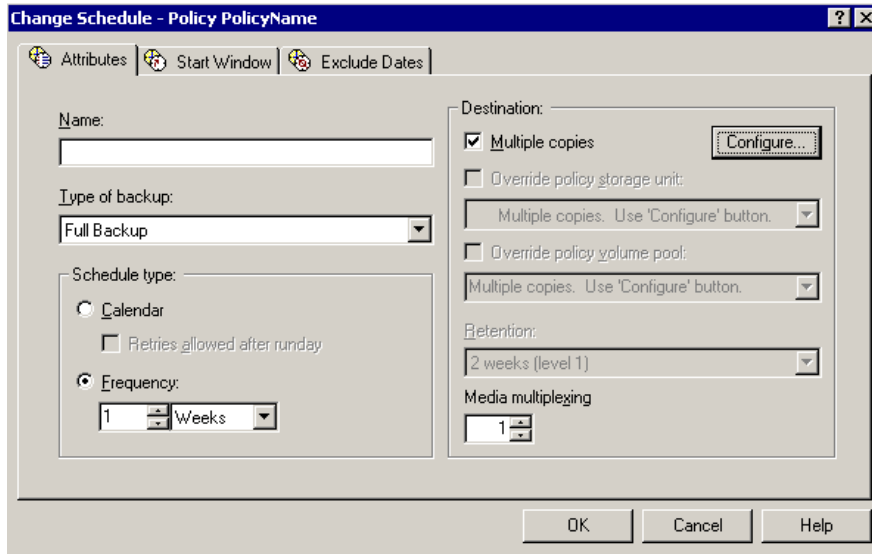 Change Schedule - Policy PolicyName
Attributes
Start Window
Exclude Dates
Name:
Type of backup:
Full Backup
Schedule type:
Calendar
Retries allowed after runday
Frequency:
1
Weeks
Destination:
Multiple copies
Configure...
Override policy storage unit:
Multiple copies. Use 'Configure' button.
Override policy volume pool:
Multiple copies. Use 'Configure' button.
Retention:
2 weeks (level 1)
Media multiplexing
1
OK
Cancel
Help